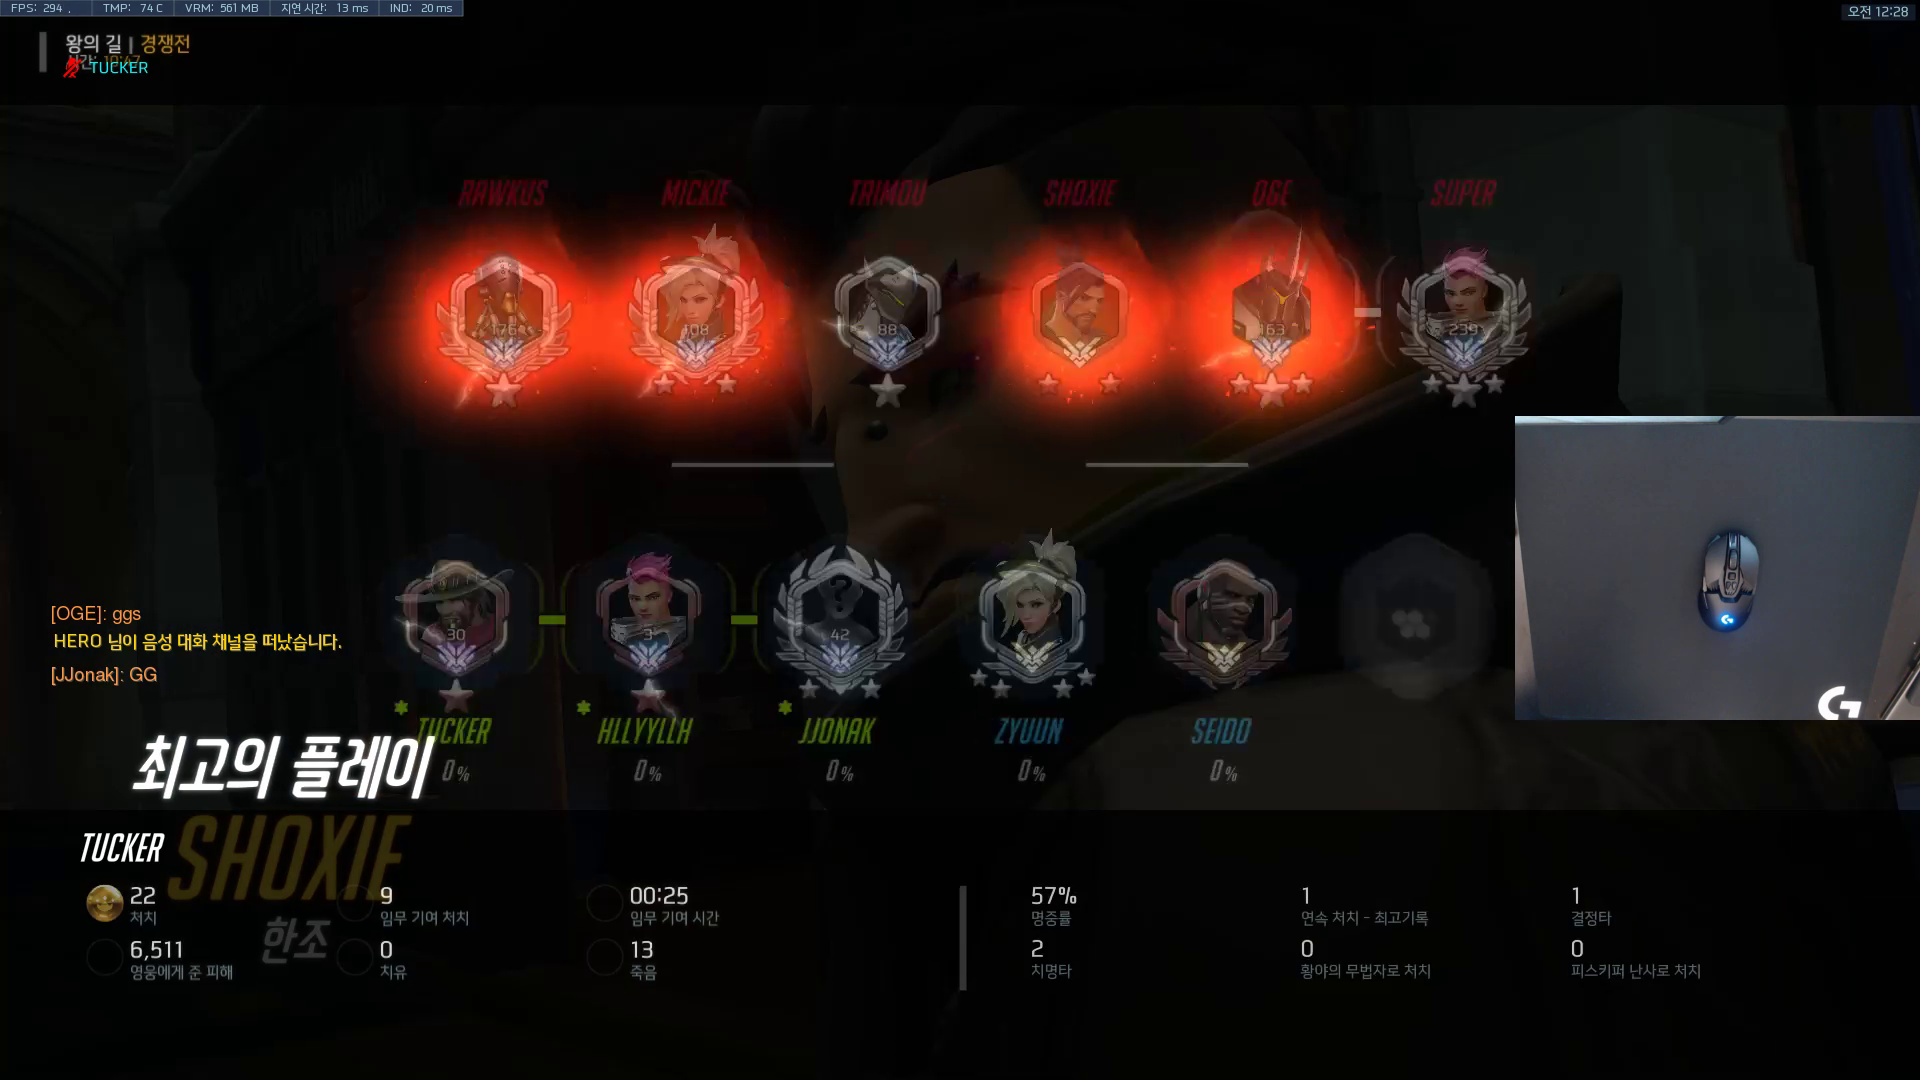 FPS: 294 . TMP: 74 C VRM: 561 MB 지연 시간: 13 ms IND: 20 ms
오전 12:28
왕의 길 | 경쟁전
TUCKER
RAWKUS MICKIE TRIMOU SHOXIE OGE SUPER
176 108 88 163 239
[OGE]: ggs
HERO 님이 음성 대화 채널을 떠났습니다.
[JJonak]: GG
30 3 42
TUCKER HLLYYLLH JJONAK ZYUUN SEIDO
0% 0% 0% 0% 0%
최고의 플레이
SHOXIE
한조
TUCKER
22 9 00:25 57% 1 1
처치 임무 기여 처치 임무 기여 시간 명중률 연속 처치 - 최고기록 결정타
6,511 0 13 2 0 0
영웅에게 준 피해 치유 죽음 치명타 황야의 무법자로 처치 피스키퍼 난사로 처치